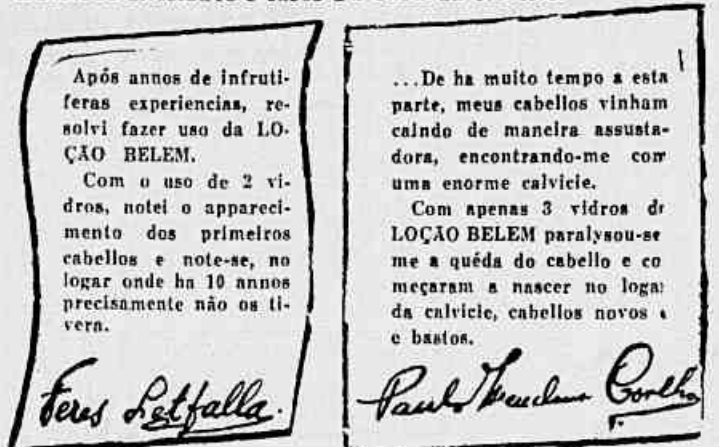 Após annos de infruti-
feras experiencias, re-
solvi fazer uso da LO-
ÇÃO BELEM.
Com o uso de 2 vi-
dros, notei o appareci-
mento dos primeiros
cabellos e note-se, no
logar onde ha 10 annos
precisamente não os ti-
vera.
Feres Letfalla.
...De ha muito tempo a esta
parte, meus cabellos vinham
caindo de maneira assusta-
dora, encontrando-me com
uma enorme calvicie.
Com apenas 3 vidros de
LOÇÃO BELEM paralysou-se
me a quéda do cabello e co
meçaram a nascer no logar
da calvicie, cabellos novos e
e bastos.
Paulo Coelho